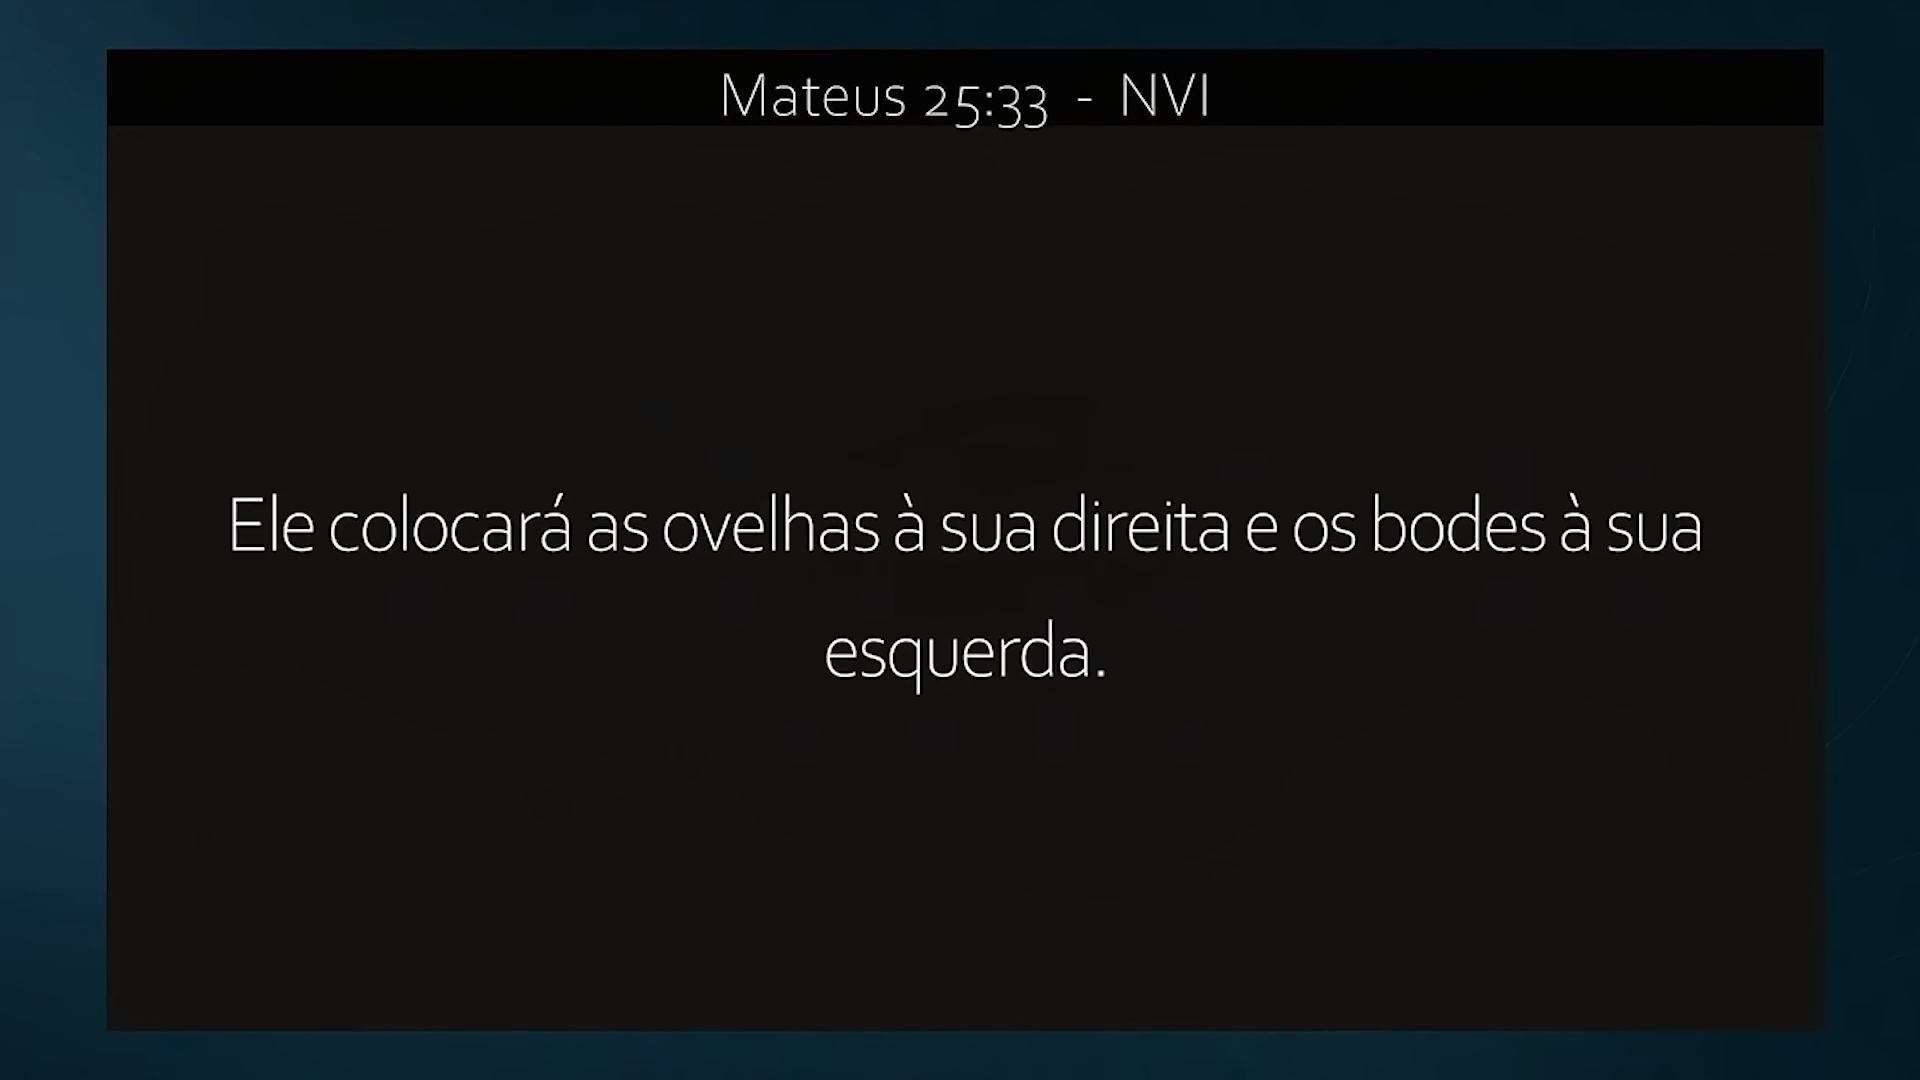 Mateus 25:33 - NVI
Ele colocará as ovelhas à sua direita e os bodes à sua
esquerda.